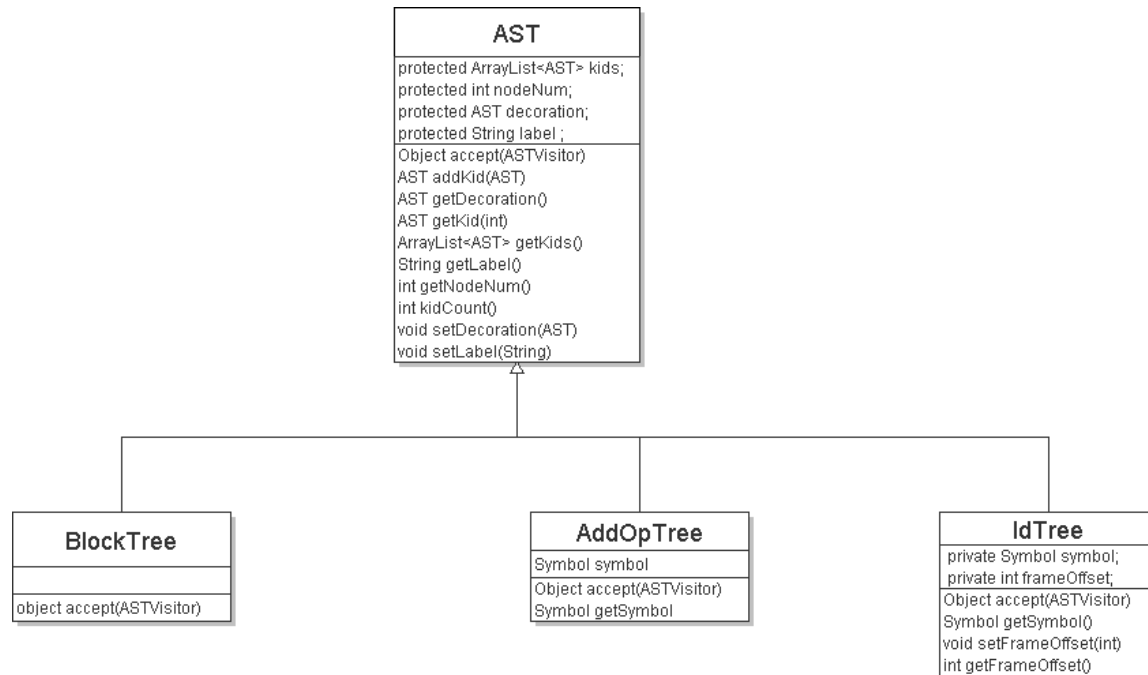 AST
protected ArrayList<AST> kids;
protected int nodeNum;
protected AST decoration;
protected String label ;
Object accept(ASTVisitor)
AST addKid(AST)
AST getDecoration()
AST getKid(int)
ArrayList<AST> getKids()
String getLabel()
int getNodeNum()
int kidCount()
void setDecoration(AST)
void setLabel(String)
BlockTree
object accept(ASTVisitor)
AddOpTree
Symbol symbol
Object accept(ASTVisitor)
Symbol getSymbol
IdTree
private Symbol symbol;
private int frameOffset;
Object accept(ASTVisitor)
Symbol getSymbol()
void setFrameOffset(int)
int getFrameOffset()